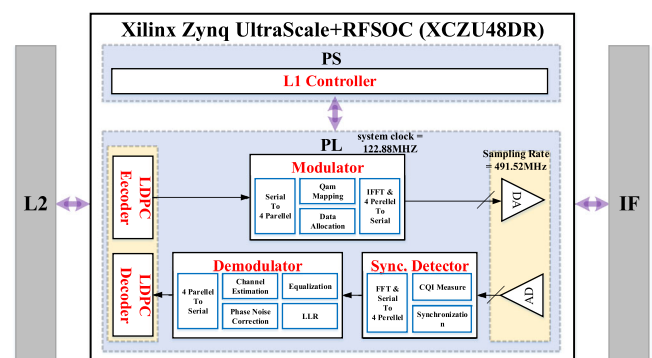 Xilinx Zynq UltraScale+RFSOC (XCZU48DR)
PS
L1 Controller
PL
system clock =
122.88MHZ
Sampling Rate
= 491.52MHz
L2
IF
LDPC
Eccoder
Modulator
Serial
To
4 Parellel
Qam
Mapping
Data
Allocation
IFFT &
4 Perellel To
Serial
DA
LDPC
Decoder
Demodulator
4 Parellel
To
Serial
Channel
Estimation
Equalization
Phase Noise
Correction
LLR
Sync. Detector
FFT &
Serial To
4 Perellel
CQI Measure
Synchronizatio
n
AD